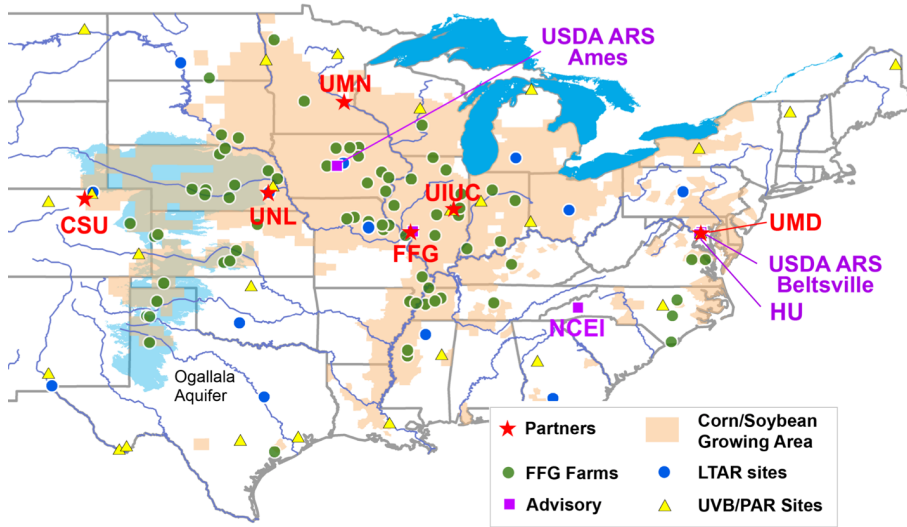 USDA ARS
Ames
UMN
UIUC
CSU
UNL
FFG
UMD
USDA ARS
Beltsville
HU
NCEI
Ogallala
Aquifer
Partners
Corn/Soybean
Growing Area
FFG Farms
LTAR sites
Advisory
UVB/PAR Sites